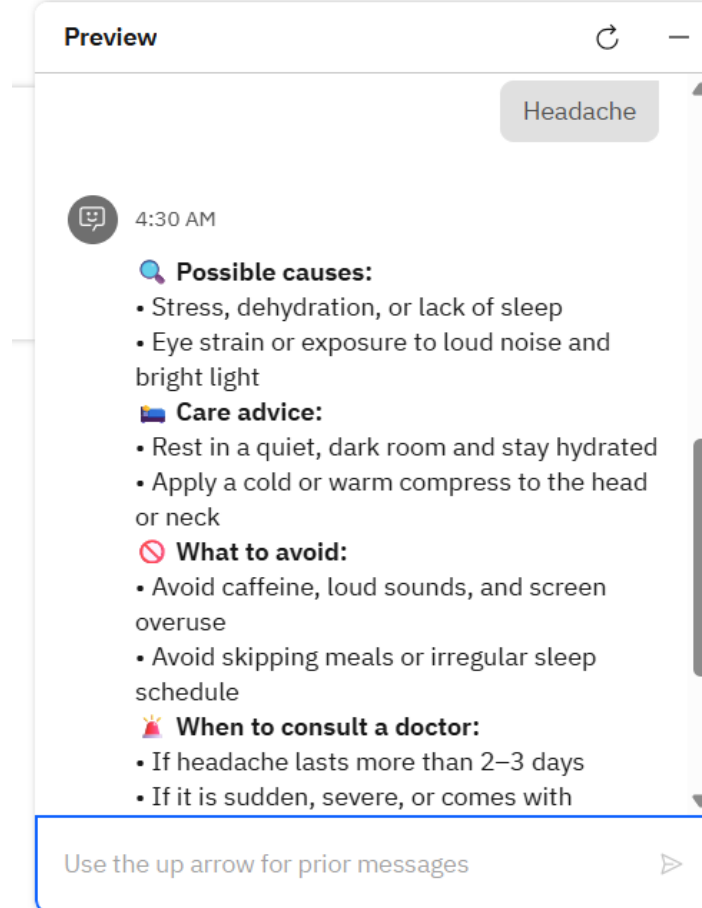 Preview
Headache
4:30 AM
🔍 Possible causes:
• Stress, dehydration, or lack of sleep
• Eye strain or exposure to loud noise and
bright light
🛌 Care advice:
• Rest in a quiet, dark room and stay hydrated
• Apply a cold or warm compress to the head
or neck
🚫 What to avoid:
• Avoid caffeine, loud sounds, and screen
overuse
• Avoid skipping meals or irregular sleep
schedule
🚨 When to consult a doctor:
• If headache lasts more than 2–3 days
• If it is sudden, severe, or comes with
Use the up arrow for prior messages